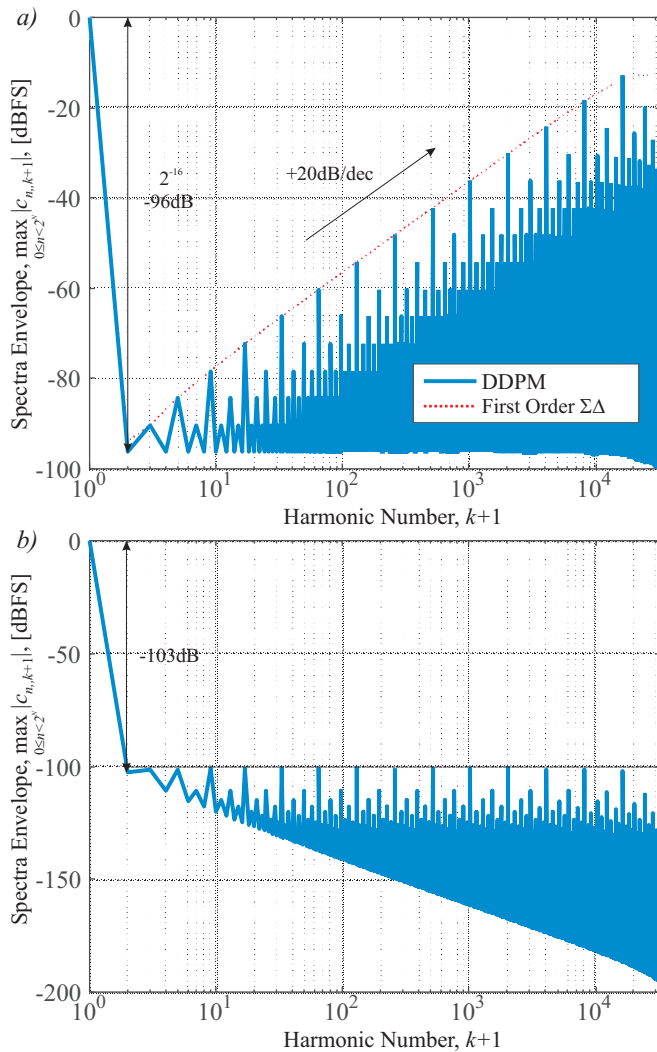 a)
Spectra Envelope, max |c_{n,,k+1}|, [dBFS]
0≤n<2^N
0
-20
-40
-60
-80
-100
2^{-16}
-96dB
+20dB/dec
DDPM
First Order ΣΔ
10^0
10^1
10^2
10^3
10^4
Harmonic Number, k+1
b)
Spectra Envelope, max |c_{n,,k+1}|, [dBFS]
0≤n<2^N
0
-50
-100
-150
-200
-103dB
10^0
10^1
10^2
10^3
10^4
Harmonic Number, k+1